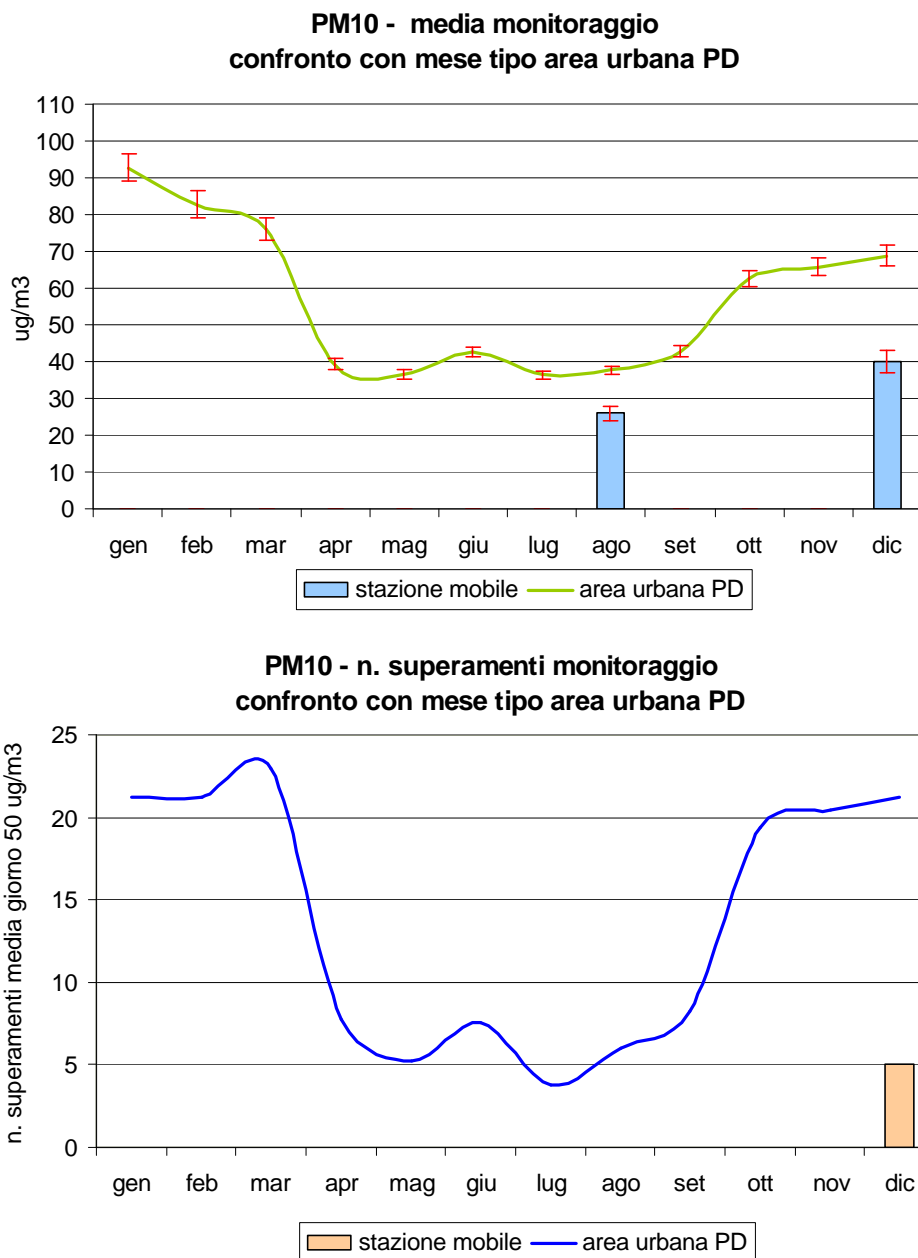 PM10 - media monitoraggio
confronto con mese tipo area urbana PD
ug/m3
110
100
90
80
70
60
50
40
30
20
10
0
gen feb mar apr mag giu lug ago set ott nov dic
stazione mobile area urbana PD
PM10 - n. superamenti monitoraggio
confronto con mese tipo area urbana PD
n. superamenti media giorno 50 ug/m3
25
20
15
10
5
0
gen feb mar apr mag giu lug ago set ott nov dic
stazione mobile area urbana PD